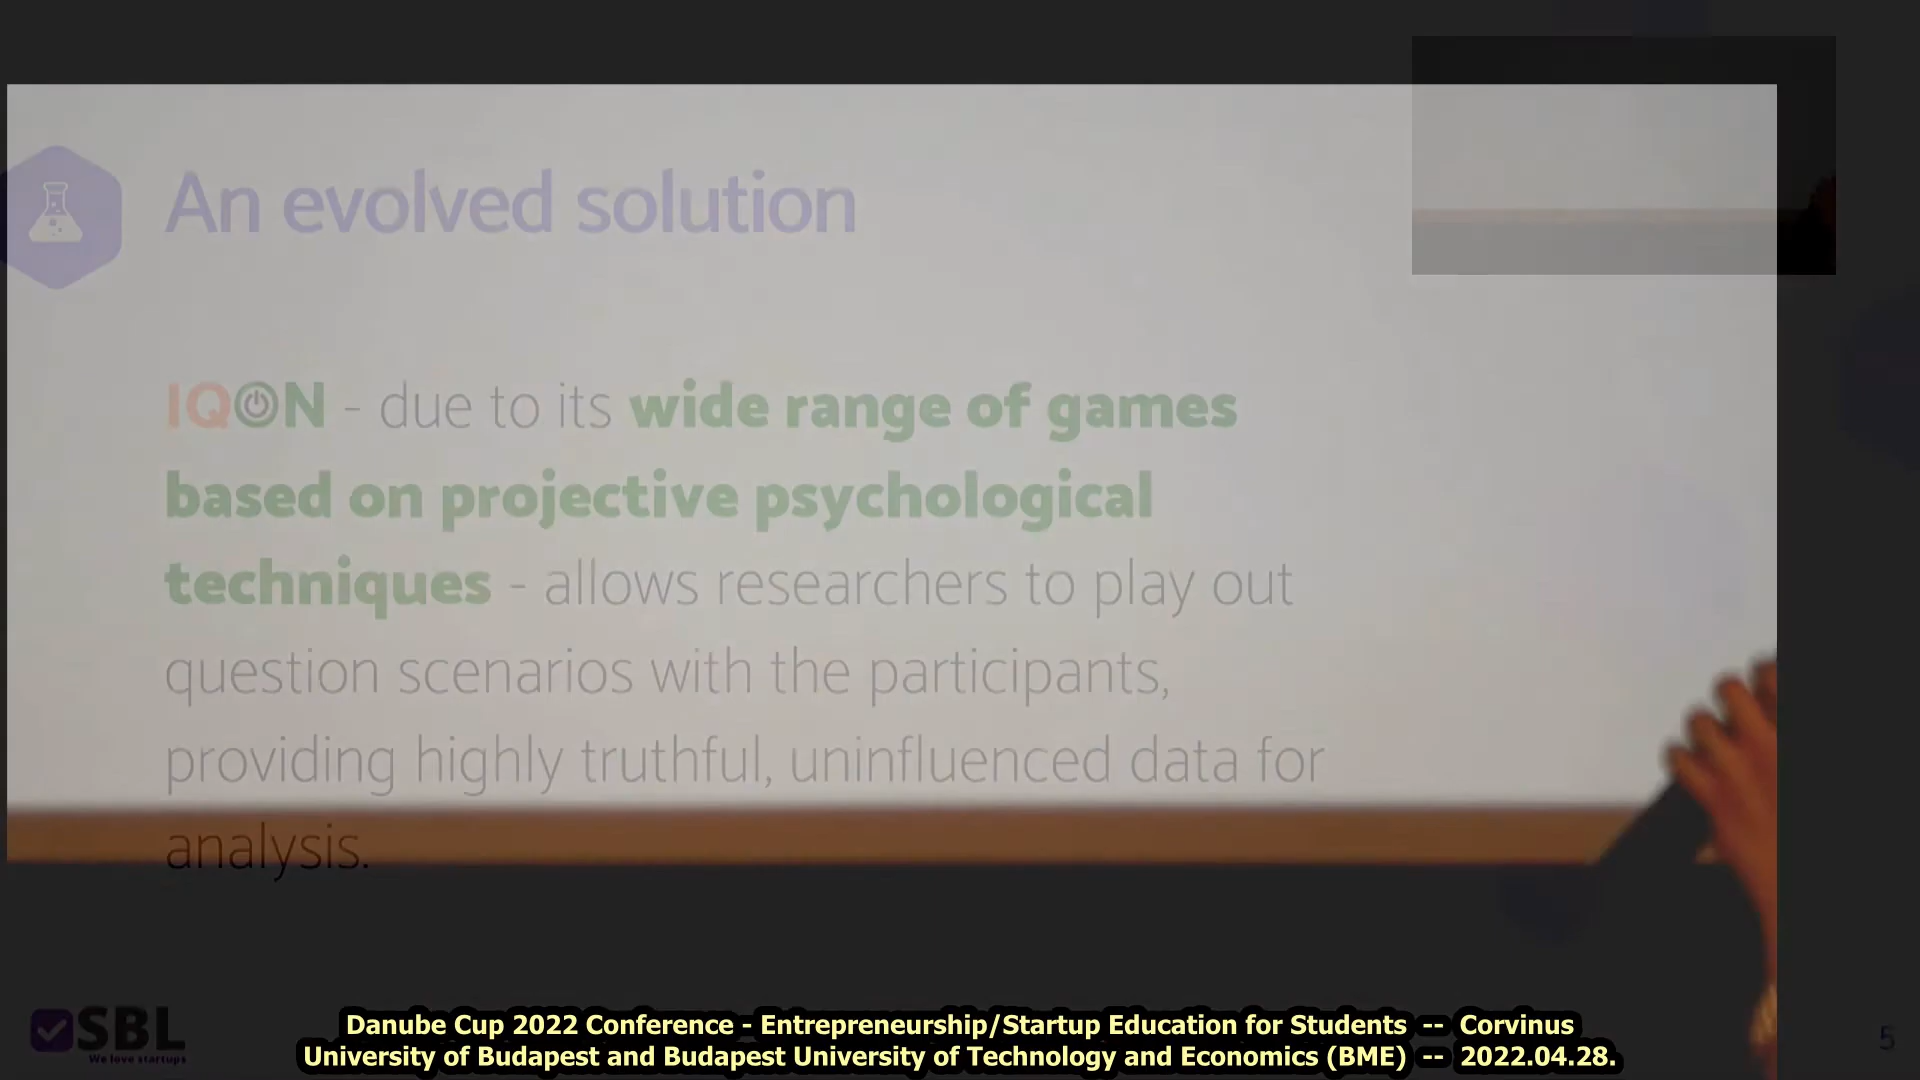 An evolved solution
IQON - due to its wide range of games
based on projective psychological
techniques - allows researchers to play out
question scenarios with the participants,
providing highly truthful, uninfluenced data for
analysis.
SBL
We love startups
5
Danube Cup 2022 Conference - Entrepreneurship/Startup Education for Students -- Corvinus
University of Budapest and Budapest University of Technology and Economics (BME) -- 2022.04.28.